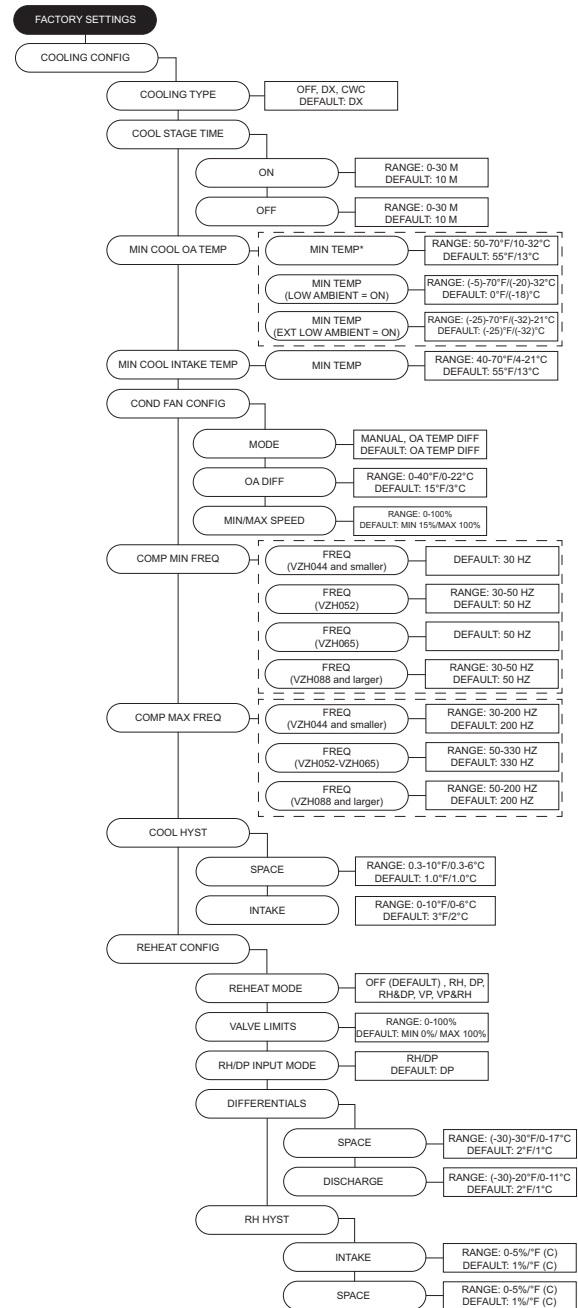 FACTORY SETTINGS
COOLING CONFIG
COOLING TYPE
OFF, DX, CWC
DEFAULT: DX
COOL STAGE TIME
ON
RANGE: 0-30 M
DEFAULT: 10 M
OFF
RANGE: 0-30 M
DEFAULT: 10 M
MIN COOL OA TEMP
MIN TEMP*
RANGE: 50-70°F/10-32°C
DEFAULT: 55°F/13°C
MIN TEMP
(LOW AMBIENT = ON)
RANGE: (-5)-70°F/(-20)-32°C
DEFAULT: 0°F/(-18)°C
MIN TEMP
(EXT LOW AMBIENT = ON)
RANGE: (-25)-70°F/(-32)-21°C
DEFAULT: (-25)°F/(-32)°C
MIN COOL INTAKE TEMP
MIN TEMP
RANGE: 40-70°F/4-21°C
DEFAULT: 55°F/13°C
COND FAN CONFIG
MODE
MANUAL, OA TEMP DIFF
DEFAULT: OA TEMP DIFF
OA DIFF
RANGE: 0-40°F/0-22°C
DEFAULT: 15°F/3°C
MIN/MAX SPEED
RANGE: 0-100%
DEFAULT: MIN 15%/MAX 100%
COMP MIN FREQ
FREQ
(VZH044 and smaller)
DEFAULT: 30 HZ
FREQ
(VZH052)
RANGE: 30-50 HZ
DEFAULT: 50 HZ
FREQ
(VZH065)
DEFAULT: 50 HZ
FREQ
(VZH088 and larger)
RANGE: 30-50 HZ
DEFAULT: 50 HZ
COMP MAX FREQ
FREQ
(VZH044 and smaller)
RANGE: 30-200 HZ
DEFAULT: 200 HZ
FREQ
(VZH052-VZH065)
RANGE: 50-330 HZ
DEFAULT: 330 HZ
FREQ
(VZH088 and larger)
RANGE: 50-200 HZ
DEFAULT: 200 HZ
COOL HYST
SPACE
RANGE: 0.3-10°F/0.3-6°C
DEFAULT: 1.0°F/1.0°C
INTAKE
RANGE: 0-10°F/0-6°C
DEFAULT: 3°F/2°C
REHEAT CONFIG
REHEAT MODE
OFF (DEFAULT) , RH, DP,
RH&DP, VP, VP&RH
VALVE LIMITS
RANGE: 0-100%
DEFAULT: MIN 0%/ MAX 100%
RH/DP INPUT MODE
RH/DP
DEFAULT: DP
DIFFERENTIALS
SPACE
RANGE: (-30)-30°F/0-17°C
DEFAULT: 2°F/1°C
DISCHARGE
RANGE: (-30)-20°F/0-11°C
DEFAULT: 2°F/1°C
RH HYST
INTAKE
RANGE: 0-5%/°F (C)
DEFAULT: 1%/°F (C)
SPACE
RANGE: 0-5%/°F (C)
DEFAULT: 1%/°F (C)